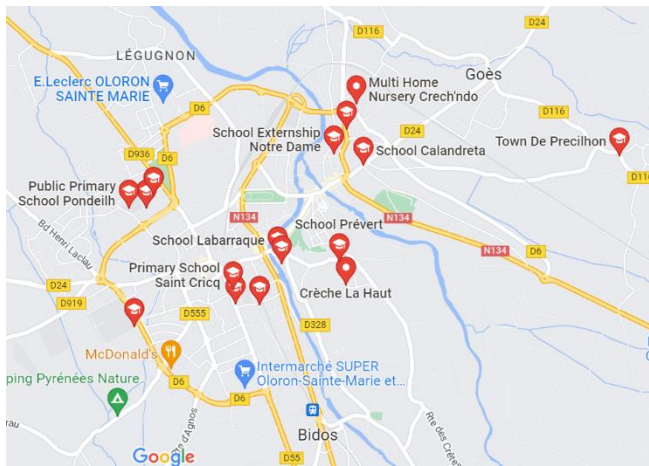 D24
D116
LÉGUGNON
Goès
E.Leclerc OLORON
SAINTE MARIE
Multi Home
Nursery Crech'ndo
D6
D116
School Externship
Notre Dame
D24
School Calandreta
Town De Precilhon
D936
D6
Public Primary
School Pondeilh
D116
N134
School Prévert
N134
Bd Henri Laclau
School Labarraque
N134
D6
Primary School
Saint Cricq
D24
Crèche La Haut
D919
D555
D328
McDonald's
D6
Intermarché SUPER
Oloron-Sainte-Marie et...
ping Pyrénées Nature
D6
Rte des Crêtes
te d'Agnos
Bidos
Google
D55